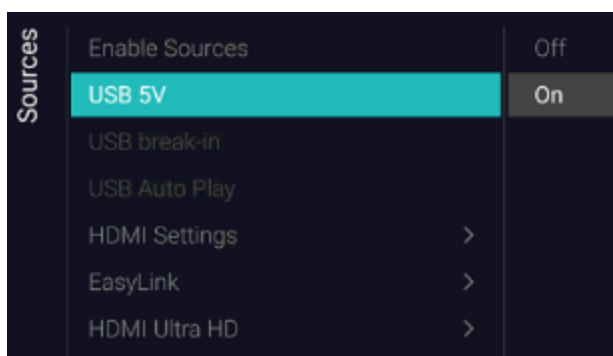 Sources
Enable Sources
Off
USB 5V
On
USB break-in
USB Auto Play
HDMI Settings >
EasyLink >
HDMI Ultra HD >